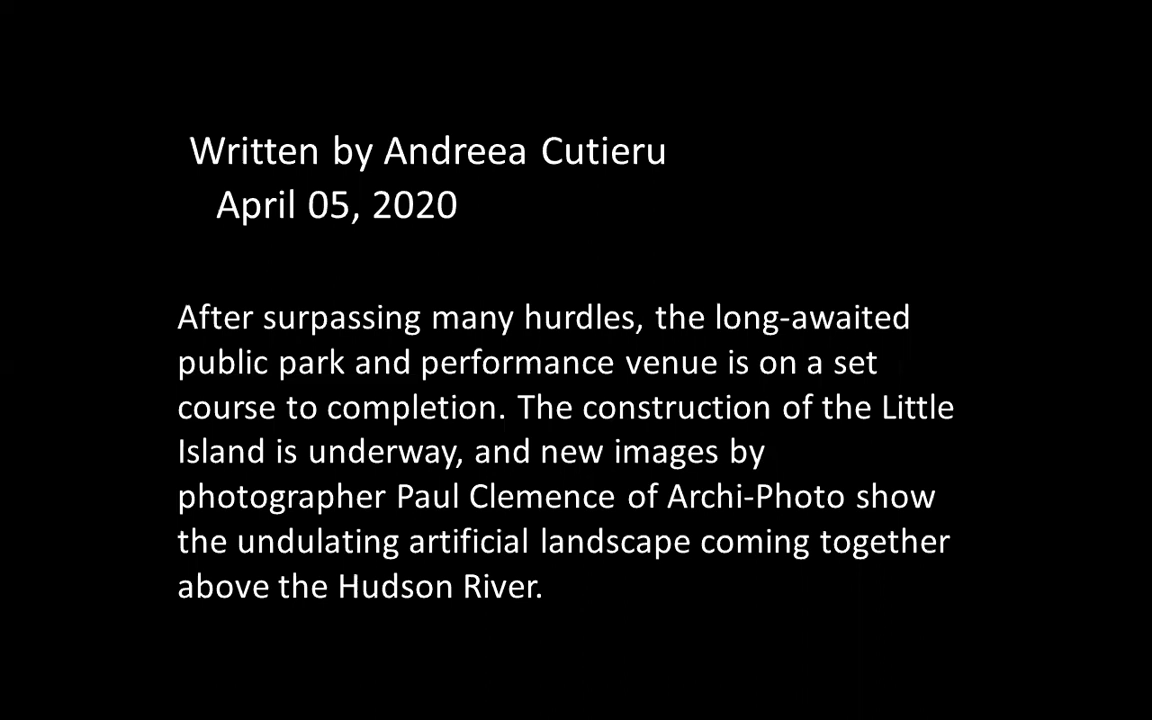 Written by Andreea Cutieru
April 05, 2020
After surpassing many hurdles, the long-awaited
public park and performance venue is on a set
course to completion. The construction of the Little
Island is underway, and new images by
photographer Paul Clemence of Archi-Photo show
the undulating artificial landscape coming together
above the Hudson River.